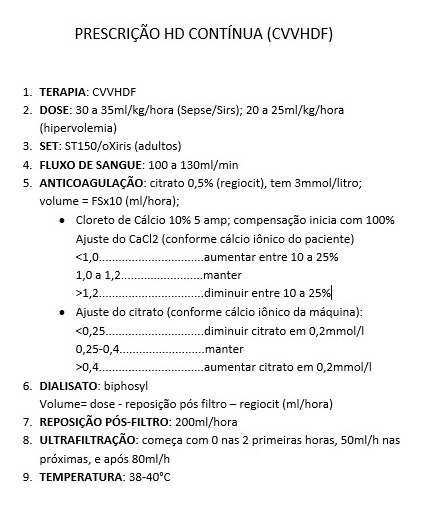 PRESCRIÇÃO HD CONTÍNUA (CVVHDF)
1. TERAPIA: CVVHDF
2. DOSE: 30 a 35ml/kg/hora (Sepse/Sirs); 20 a 25ml/kg/hora
(hipervolemia)
3. SET: ST150/oXiris (adultos)
4. FLUXO DE SANGUE: 100 a 130ml/min
5. ANTICOAGULAÇÃO: citrato 0,5% (regiocit), tem 3mmol/litro;
volume = FSx10 (ml/hora);
• Cloreto de Cálcio 10% 5 amp; compensação inicia com 100%
Ajuste do CaCl2 (conforme cálcio iônico do paciente)
<1,0................................aumentar entre 10 a 25%
1,0 a 1,2.........................manter
>1,2................................diminuir entre 10 a 25%
• Ajuste do citrato (conforme cálcio iônico da máquina):
<0,25..............................diminuir citrato em 0,2mmol/l
0,25-0,4..........................manter
>0,4................................aumentar citrato em 0,2mmol/l
6. DIALISATO: biphosyl
Volume= dose - reposição pós filtro – regiocit (ml/hora)
7. REPOSIÇÃO PÓS-FILTRO: 200ml/hora
8. ULTRAFILTRAÇÃO: começa com 0 nas 2 primeiras horas, 50ml/h nas
próximas, e após 80ml/h
9. TEMPERATURA: 38-40°C